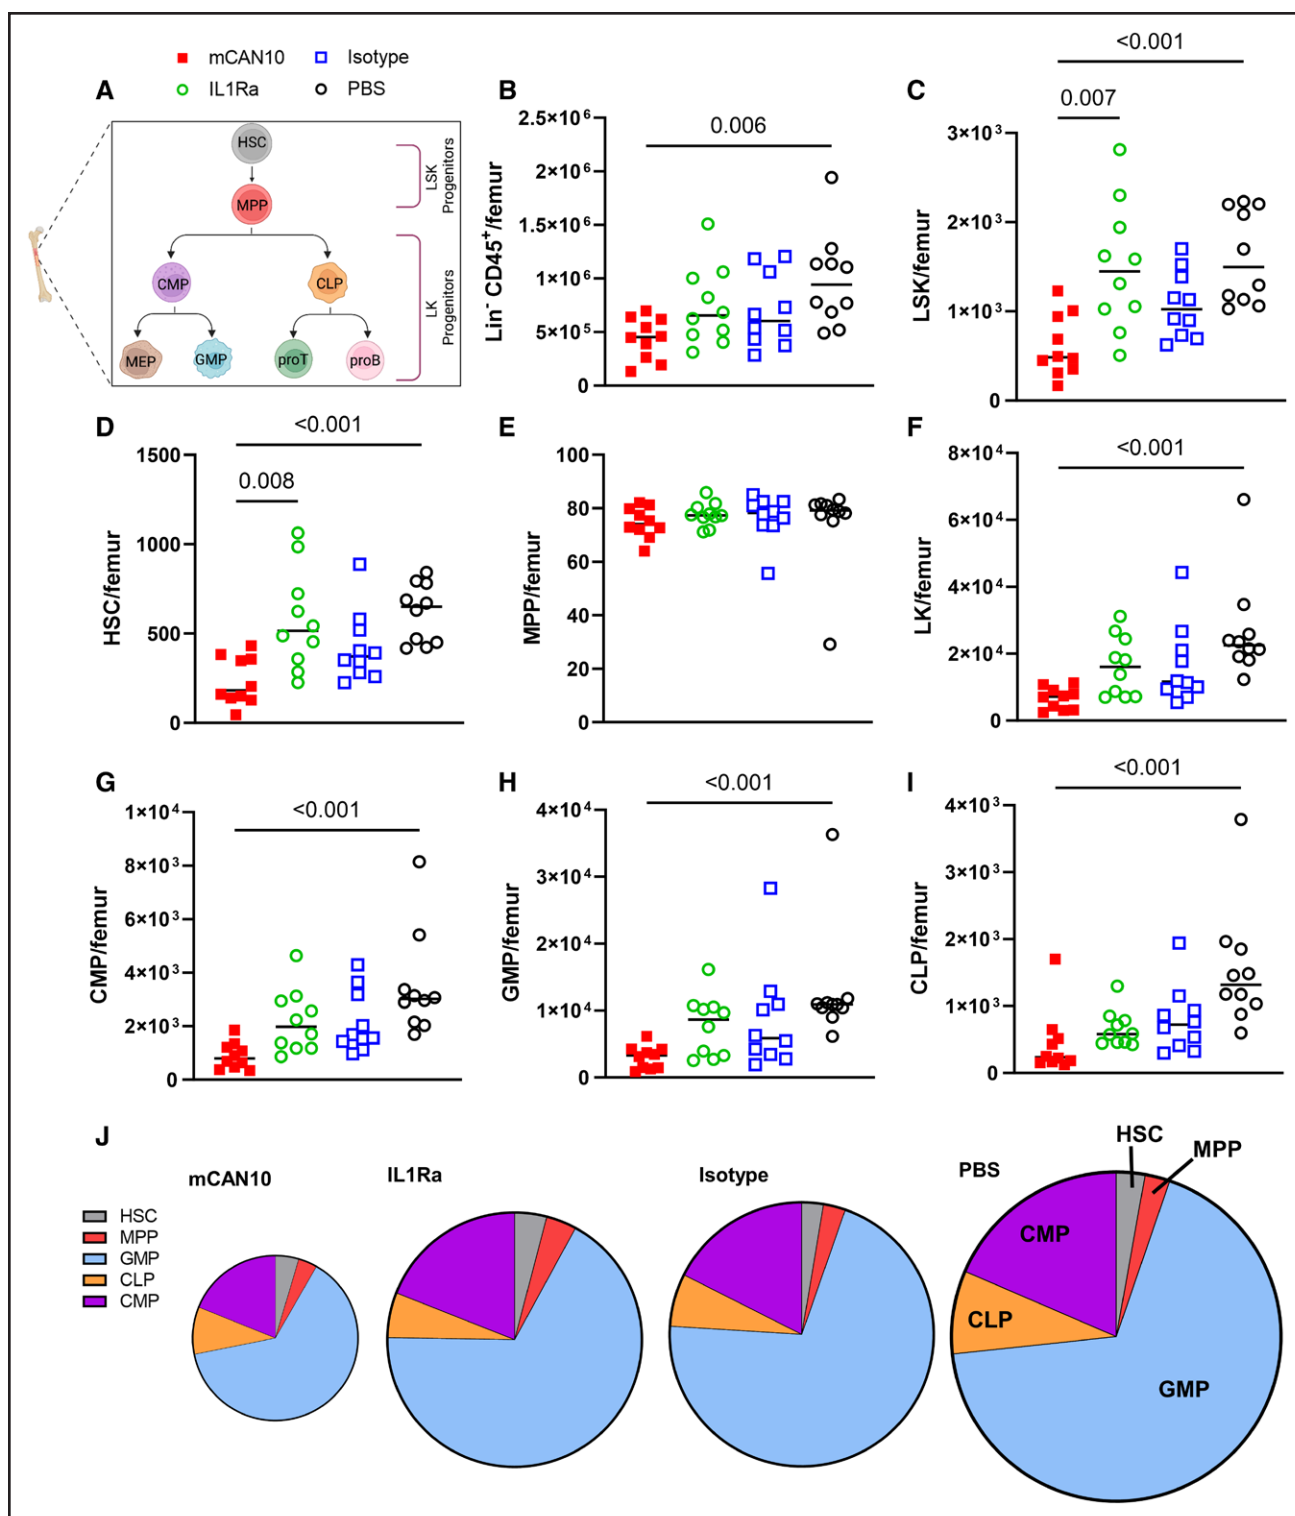 mCAN10
Isotype
IL1Ra
PBS
A
HSC
MPP
CMP
CLP
MEP
GMP
proT
proB
LSK
Progenitors
LK
Progenitors
B
Lin⁻ CD45⁺/femur
2.5×10⁶
2×10⁶
1.5×10⁶
1×10⁶
5×10⁵
0
0.006
C
LSK/femur
3×10³
2×10³
1×10³
0
<0.001
0.007
D
HSC/femur
1500
1000
500
0
<0.001
0.008
E
MPP/femur
100
80
60
40
20
0
F
LK/femur
8×10⁴
6×10⁴
4×10⁴
2×10⁴
0
<0.001
G
CMP/femur
1×10⁴
8×10³
6×10³
4×10³
2×10³
0
<0.001
H
GMP/femur
4×10⁴
3×10⁴
2×10⁴
1×10⁴
0
<0.001
I
CLP/femur
4×10³
3×10³
2×10³
1×10³
0
<0.001
J
mCAN10
IL1Ra
Isotype
PBS
HSC
MPP
GMP
CLP
CMP
HSC
MPP
CMP
CLP
GMP